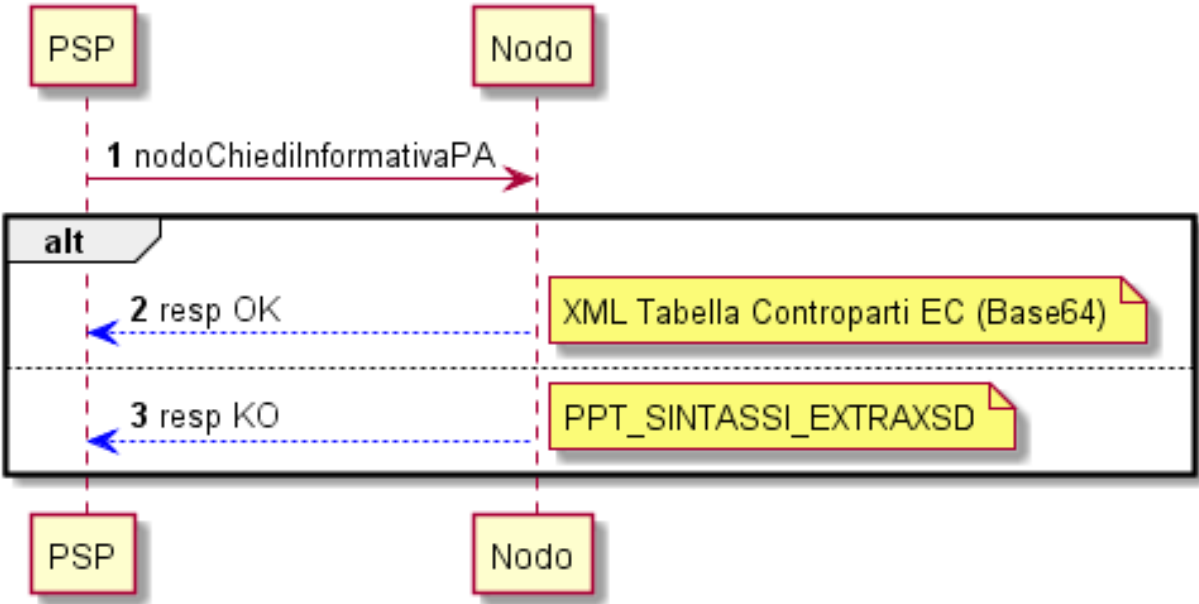 PSP
Nodo
1 nodoChiediInformativaPA
alt
2 resp OK
XML Tabella Controparti EC (Base64)
3 resp KO
PPT_SINTASSI_EXTRAXSD
PSP
Nodo